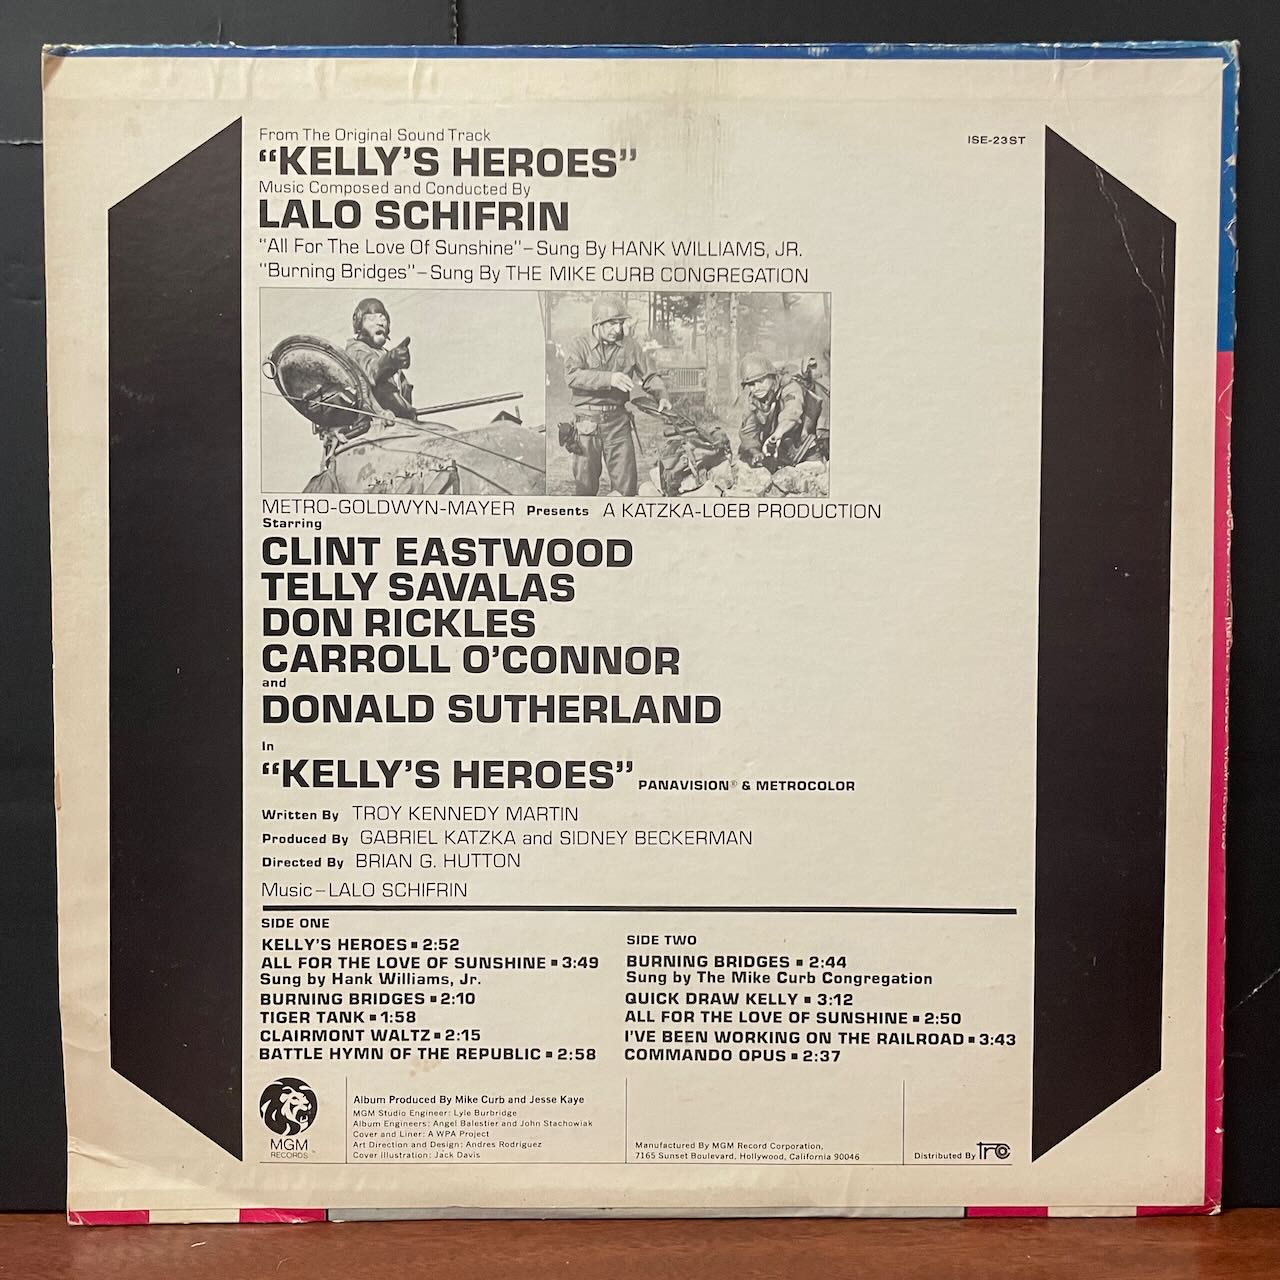 From The Original Sound Track
ISE-23ST
“KELLY’S HEROES”
Music Composed and Conducted By
LALO SCHIFRIN
“All For The Love Of Sunshine”–Sung By HANK WILLIAMS, JR.
“Burning Bridges”–Sung By THE MIKE CURB CONGREGATION
METRO-GOLDWYN-MAYER Presents A KATZKA-LOEB PRODUCTION
Starring
CLINT EASTWOOD
TELLY SAVALAS
DON RICKLES
CARROLL O’CONNOR
and
DONALD SUTHERLAND
In
“KELLY’S HEROES” PANAVISION® & METROCOLOR
Written By TROY KENNEDY MARTIN
Produced By GABRIEL KATZKA and SIDNEY BECKERMAN
Directed By BRIAN G. HUTTON
Music–LALO SCHIFRIN
SIDE ONE
KELLY’S HEROES ▪ 2:52
ALL FOR THE LOVE OF SUNSHINE ▪ 3:49
Sung by Hank Williams, Jr.
BURNING BRIDGES ▪ 2:10
TIGER TANK ▪ 1:58
CLAIRMONT WALTZ ▪ 2:15
BATTLE HYMN OF THE REPUBLIC ▪ 2:58
SIDE TWO
BURNING BRIDGES ▪ 2:44
Sung by The Mike Curb Congregation
QUICK DRAW KELLY ▪ 3:12
ALL FOR THE LOVE OF SUNSHINE ▪ 2:50
I’VE BEEN WORKING ON THE RAILROAD ▪ 3:43
COMMANDO OPUS ▪ 2:37
MGM
RECORDS
Album Produced By Mike Curb and Jesse Kaye
MGM Studio Engineer: Lyle Burbridge
Album Engineers: Angel Balestier and John Stachowiak
Cover and Liner: A WPA Project
Art Direction and Design: Andres Rodriguez
Cover Illustration: Jack Davis
Manufactured By MGM Record Corporation,
7165 Sunset Boulevard, Hollywood, California 90046
Distributed By TRC